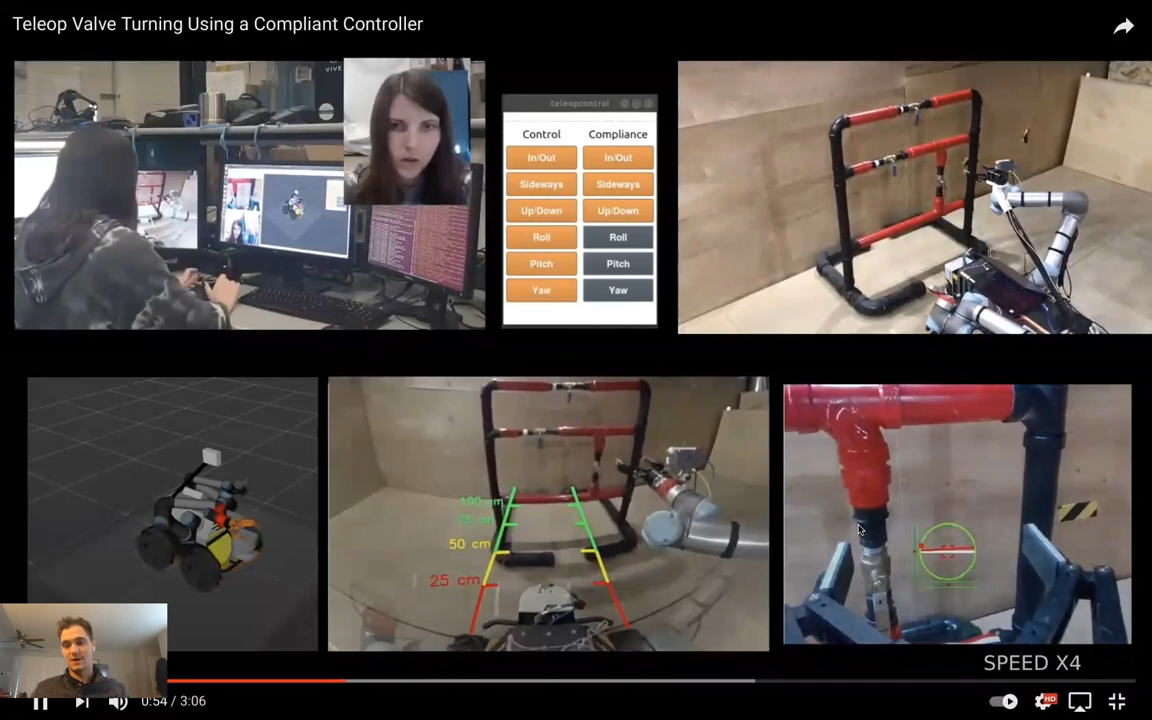 Teleop Valve Turning Using a Compliant Controller
VIVE
teleopcontrol
Control Compliance
In/Out In/Out
Sideways Sideways
Up/Down Up/Down
Roll Roll
Pitch Pitch
Yaw Yaw
100 cm
75 cm
50 cm
25 cm
SPEED X4
0:54 / 3:06
HD